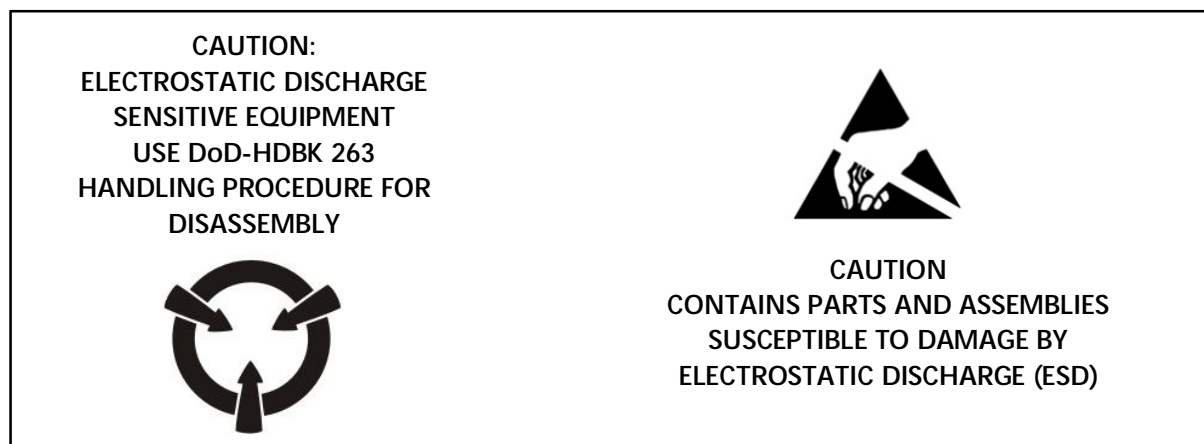 CAUTION:
ELECTROSTATIC DISCHARGE
SENSITIVE EQUIPMENT
USE DoD-HDBK 263
HANDLING PROCEDURE FOR
DISASSEMBLY
CAUTION
CONTAINS PARTS AND ASSEMBLIES
SUSCEPTIBLE TO DAMAGE BY
ELECTROSTATIC DISCHARGE (ESD)